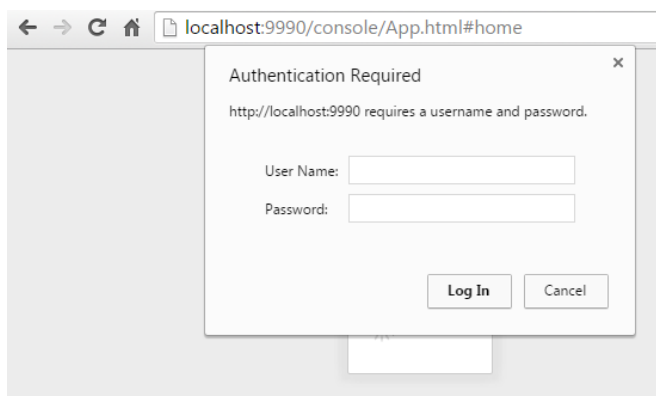 localhost:9990/console/App.html#home
Authentication Required
http://localhost:9990 requires a username and password.
User Name:
Password:
Log In
Cancel